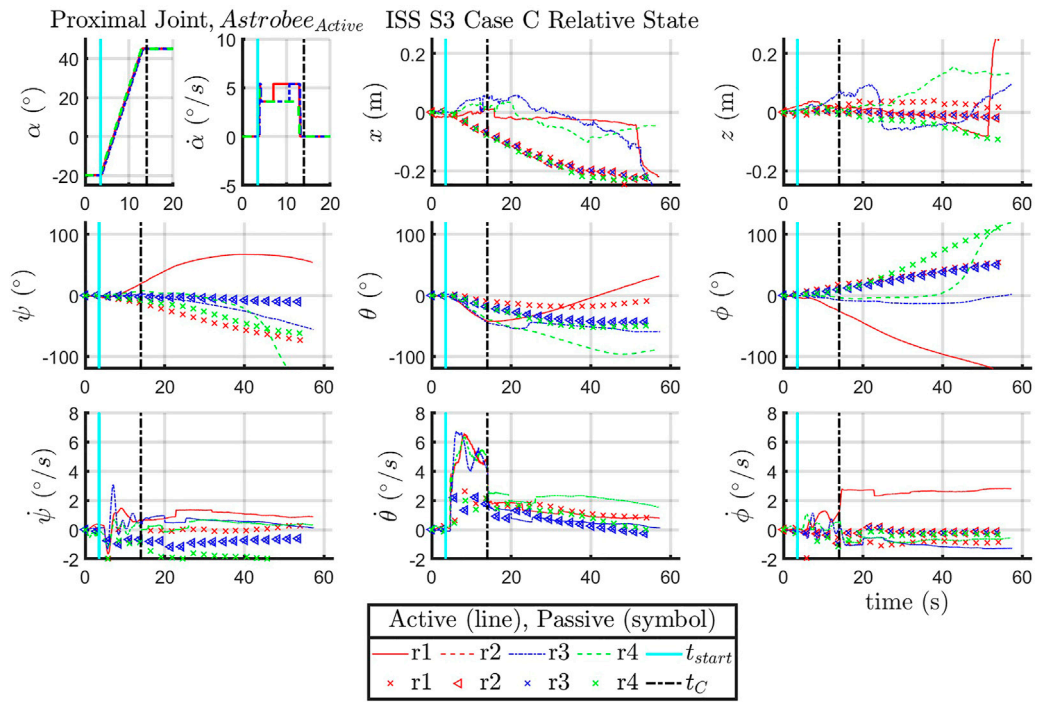 Proximal Joint, Astrobee_Active ISS S3 Case C Relative State
α (°)
40
20
0
-20
0 10 20
α̇ (°/s)
10
5
0
-5
0 10 20
x (m)
0.2
0
-0.2
0 20 40 60
z (m)
0.2
0
-0.2
0 20 40 60
ψ (°)
100
0
-100
0 20 40 60
θ (°)
100
0
-100
0 20 40 60
ϕ (°)
100
0
-100
0 20 40 60
ψ̇ (°/s)
8
6
4
2
0
-2
0 20 40 60
θ̇ (°/s)
8
6
4
2
0
-2
0 20 40 60
ϕ̇ (°/s)
8
6
4
2
0
-2
0 20 40 60
time (s)
Active (line), Passive (symbol)
r1 r2 r3 r4 t_start
r1 r2 r3 r4 t_C